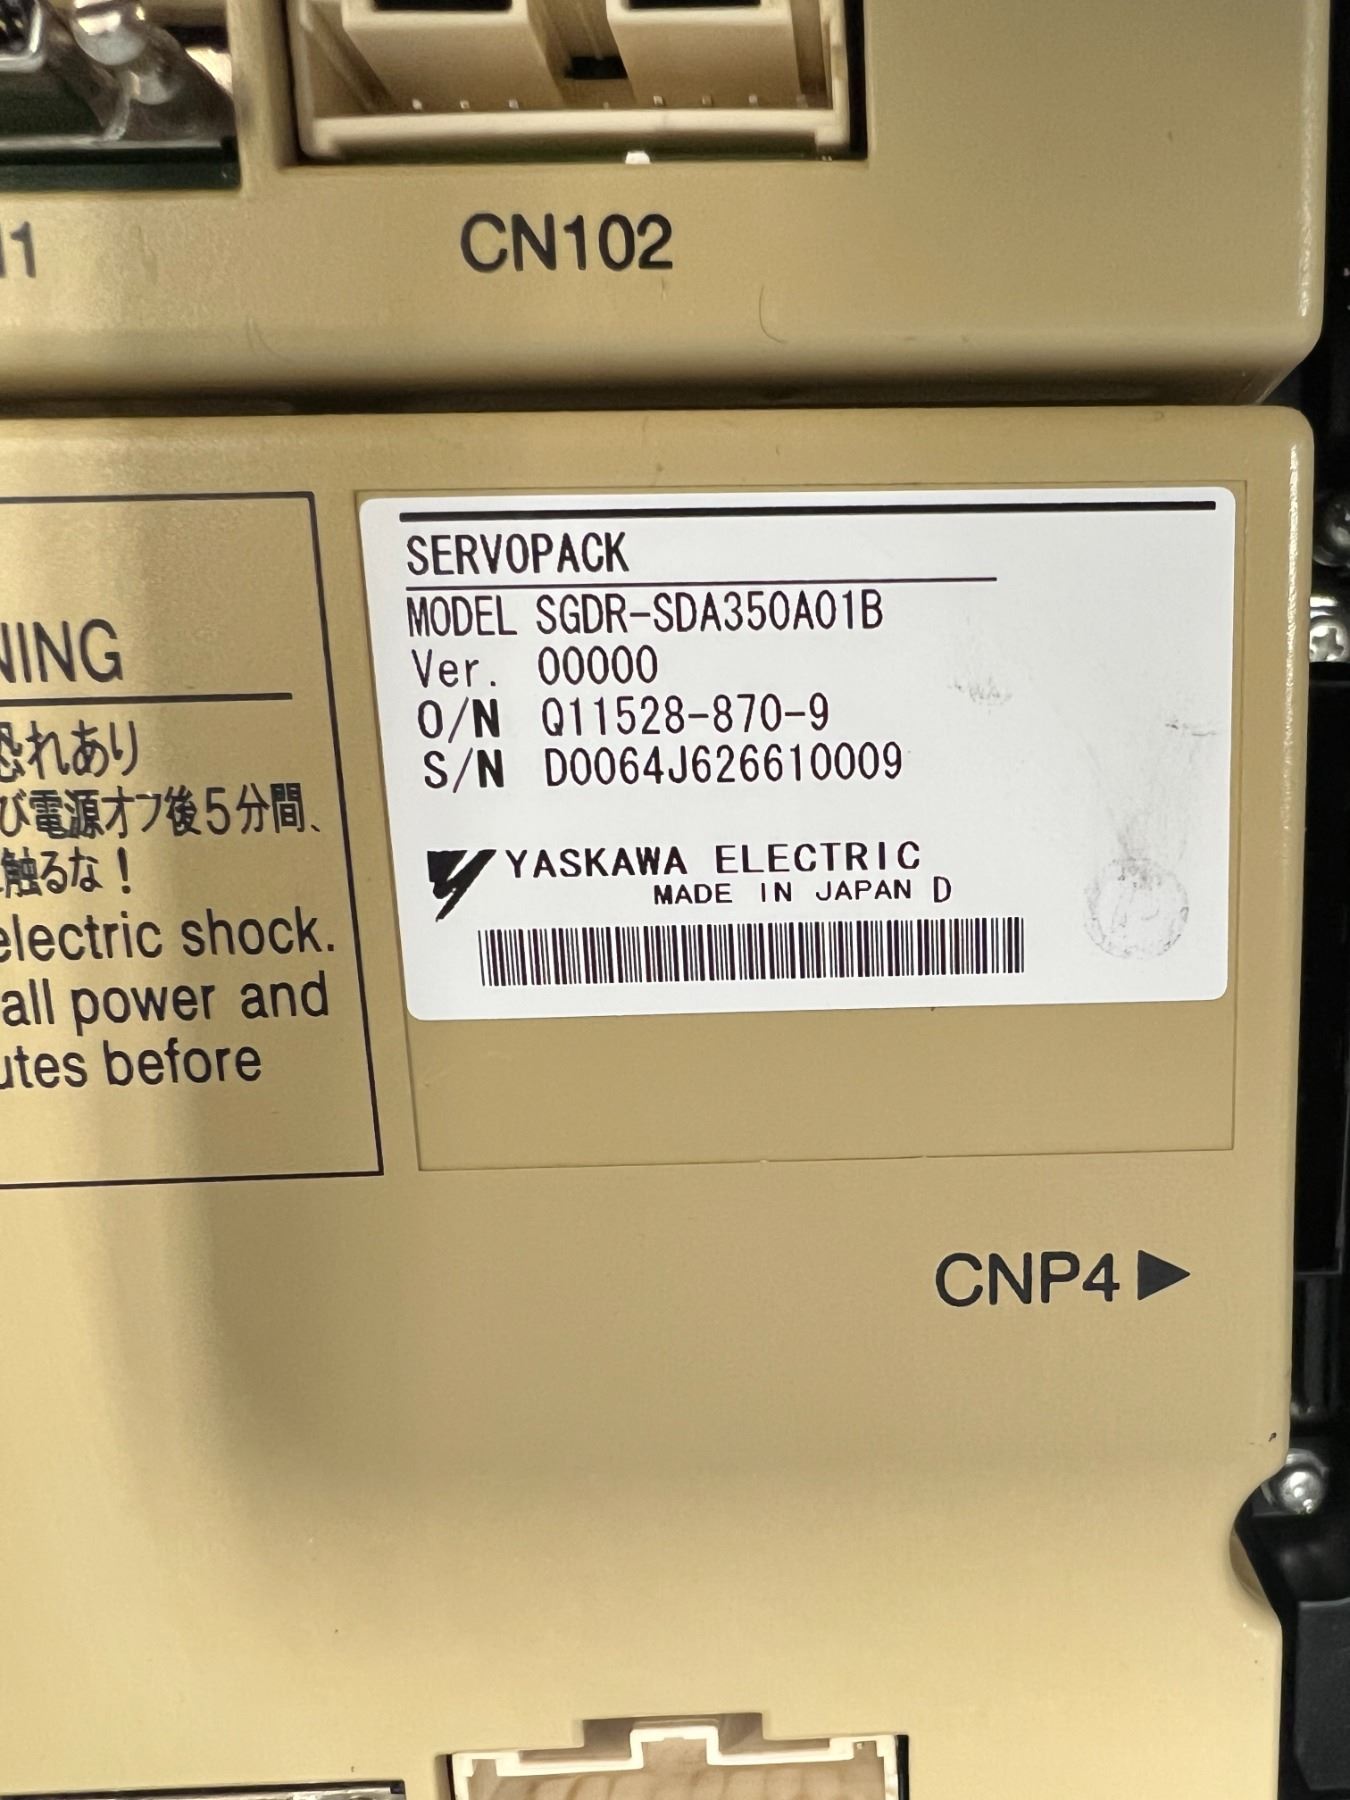 CN102
NING
恐れあり
び電源オフ後5分間、
触るな!
electric shock.
all power and
utes before
SERVOPACK
MODEL SGDR-SDA350A01B
Ver. 00000
O/N Q11528-870-9
S/N D0064J626610009
YASKAWA ELECTRIC
MADE IN JAPAN D
CNP4▶